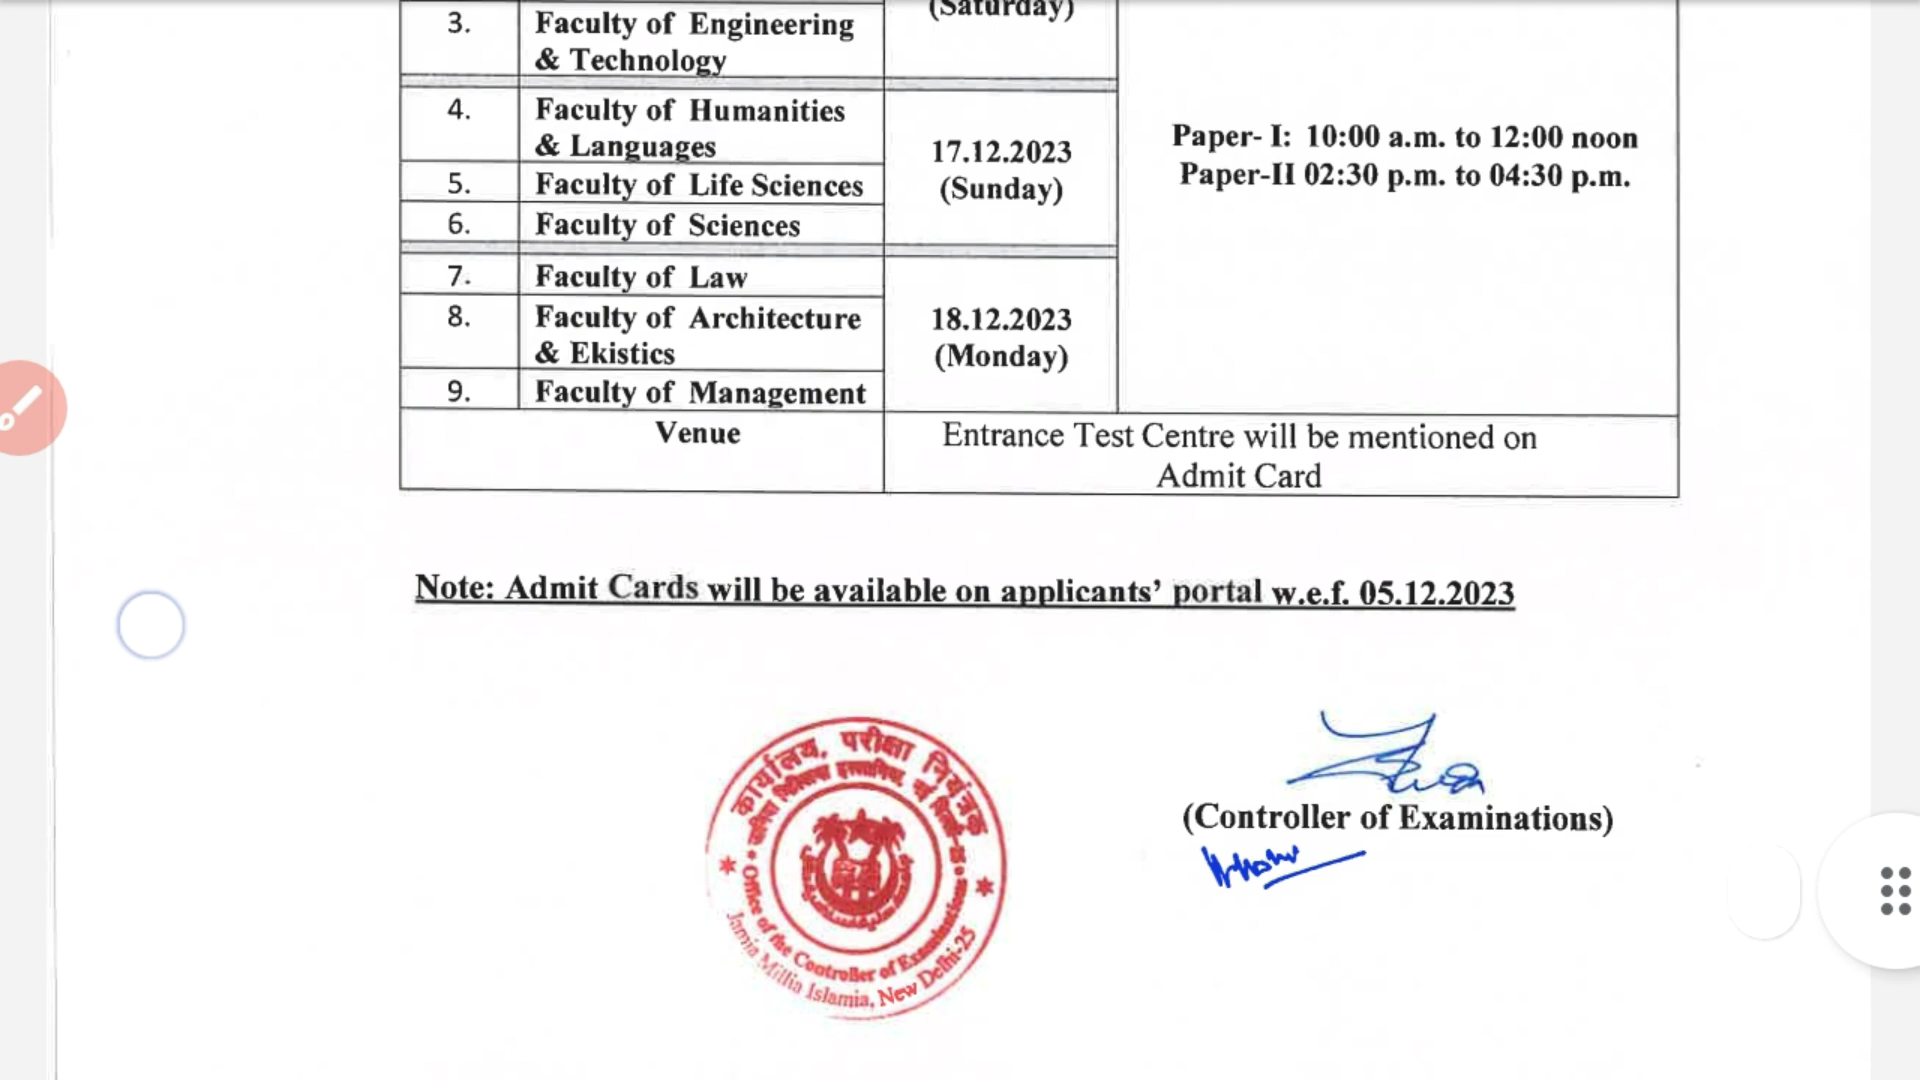 (Saturday)
3.
Faculty of Engineering
& Technology
4.
Faculty of Humanities
& Languages
17.12.2023
(Sunday)
Paper- I: 10:00 a.m. to 12:00 noon
Paper-II 02:30 p.m. to 04:30 p.m.
5.
Faculty of Life Sciences
6.
Faculty of Sciences
7.
Faculty of Law
8.
Faculty of Architecture
& Ekistics
18.12.2023
(Monday)
9.
Faculty of Management
Venue
Entrance Test Centre will be mentioned on
Admit Card
Note: Admit Cards will be available on applicants’ portal w.e.f. 05.12.2023
कार्यालय, परीक्षा नियंत्रक
Office of the Controller of Examinations
Jamia Millia Islamia, New Delhi-25
(Controller of Examinations)